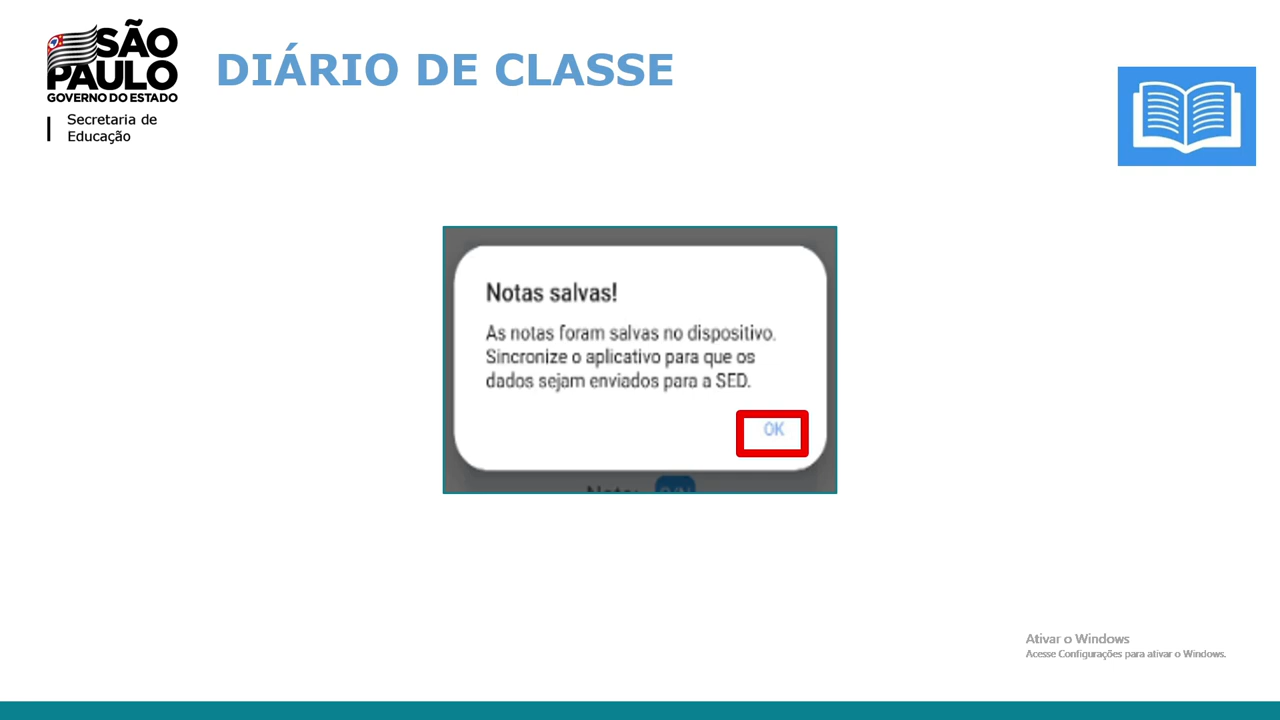 SÃO
PAULO
GOVERNO DO ESTADO
Secretaria de
Educação
DIÁRIO DE CLASSE
Notas salvas!
As notas foram salvas no dispositivo.
Sincronize o aplicativo para que os
dados sejam enviados para a SED.
OK
Ativar o Windows
Acesse Configurações para ativar o Windows.